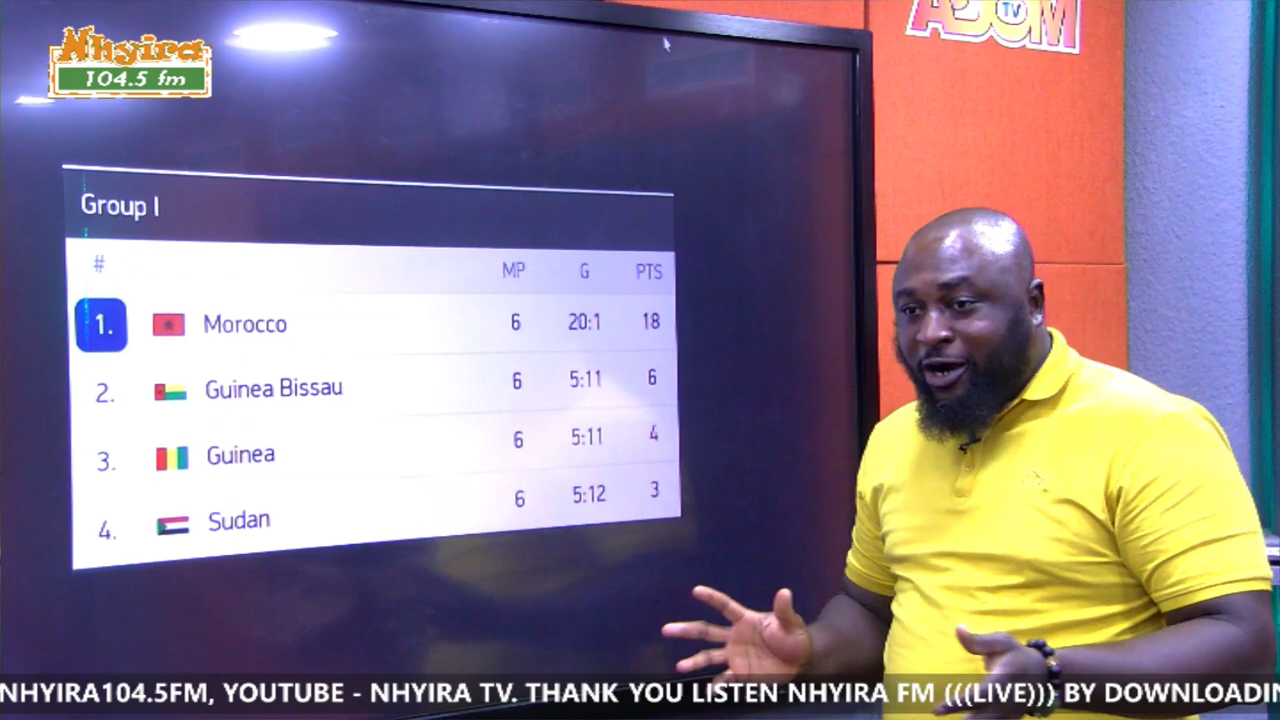 Nhyira
104.5 fm
ADOM
TV
Group I
# MP G PTS
1. Morocco 6 20:1 18
2. Guinea Bissau 6 5:11 6
3. Guinea 6 5:11 4
4. Sudan 6 5:12 3
NHYIRA104.5FM, YOUTUBE - NHYIRA TV. THANK YOU LISTEN NHYIRA FM (((LIVE))) BY DOWNLOADIN